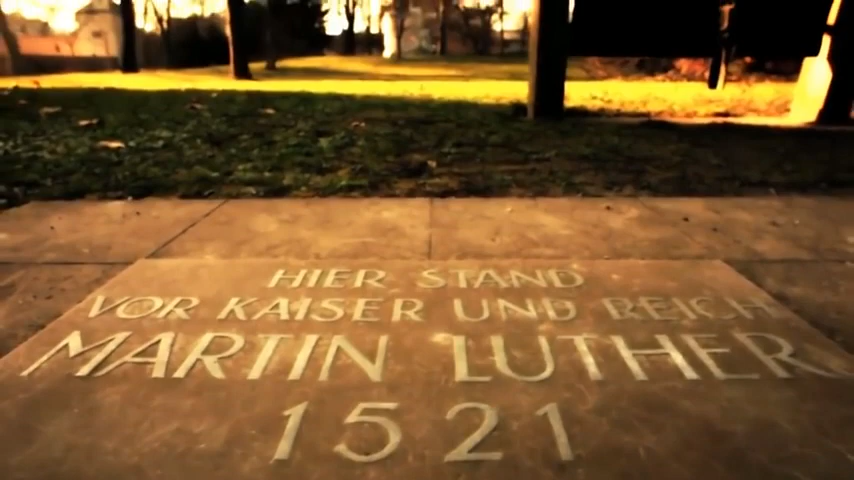 HIER STAND
VOR KAISER UND REICH
MARTIN LUTHER
1521